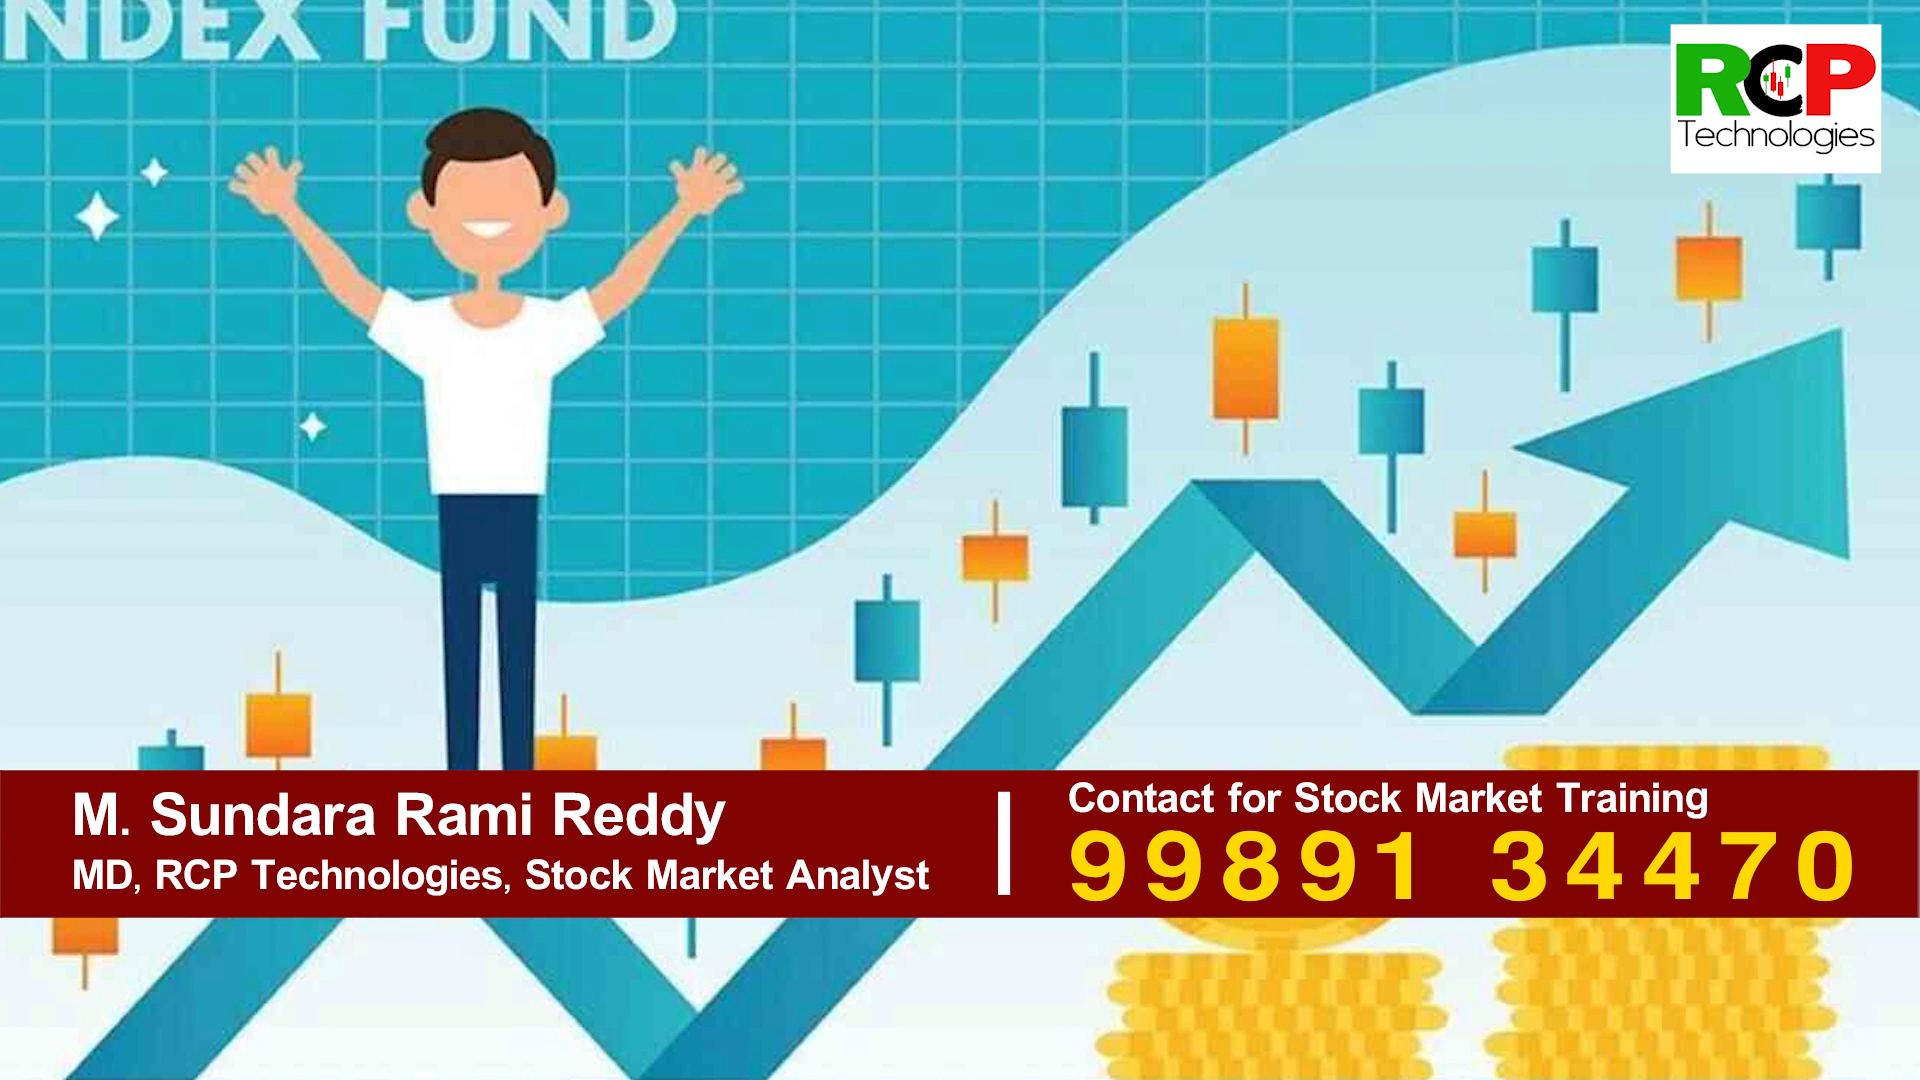 NDEX FUND
RCP
Technologies
M. Sundara Rami Reddy
MD, RCP Technologies, Stock Market Analyst
Contact for Stock Market Training
99891 34470